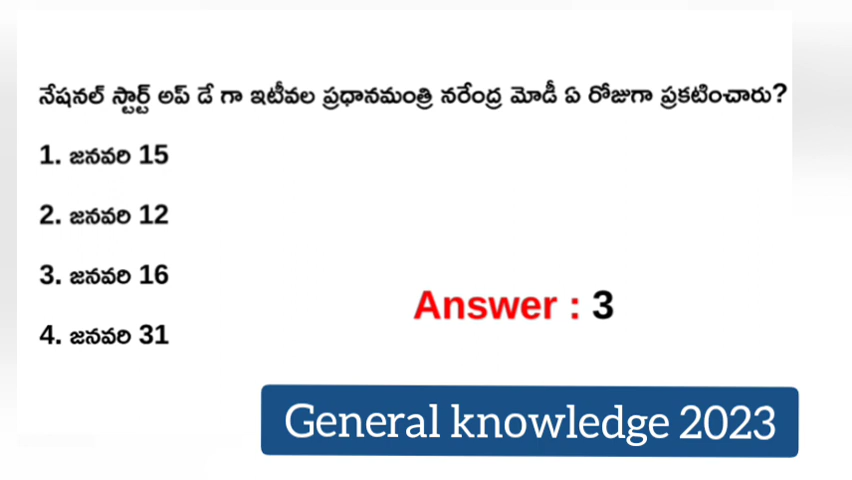 నేషనల్ స్టార్ట్ అప్ డే గా ఇటీవల ప్రధానమంత్రి నరేంద్ర మోడీ ఏ రోజుగా ప్రకటించారు?
1. జనవరి 15
2. జనవరి 12
3. జనవరి 16
Answer : 3
4. జనవరి 31
General knowledge 2023